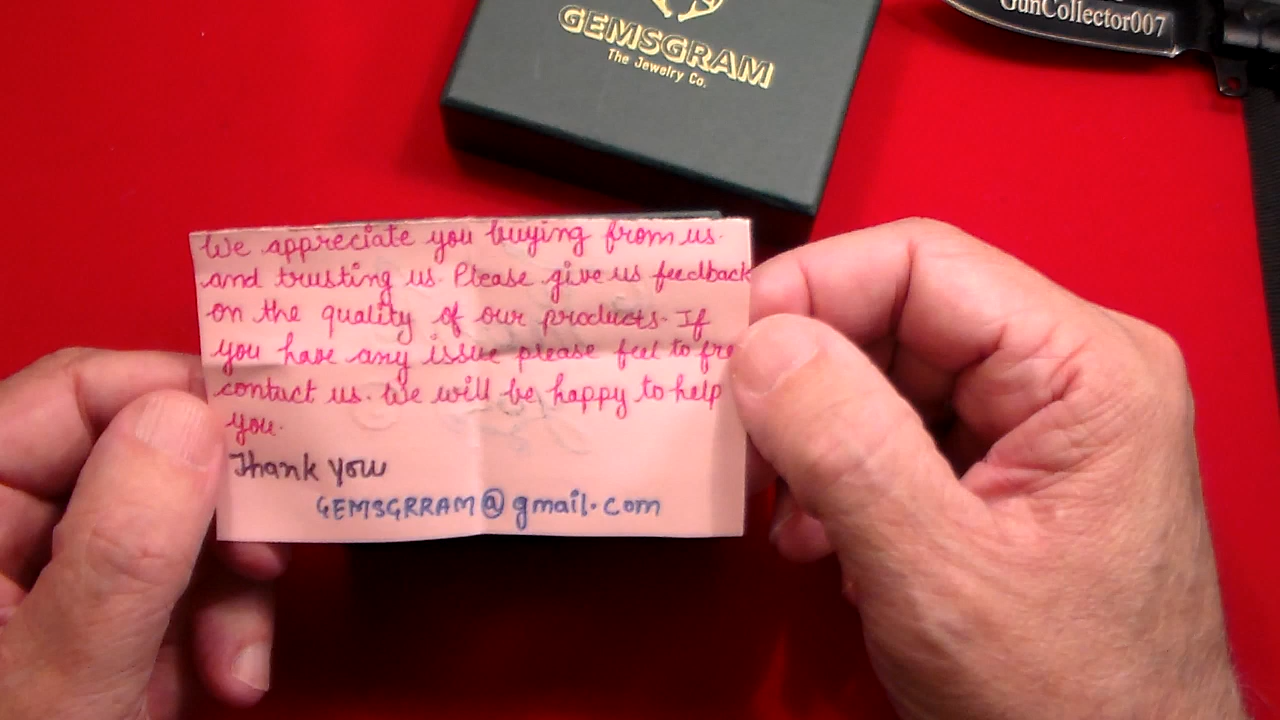 GunCollector007
GEMSGRAM
The Jewelry Co.
We appreciate you buying from us.
and trusting us. Please give us feedback
on the quality of our products. If
you have any issue please feel to fre
contact us. We will be happy to help
you.
Thank you
GEMSGRRAM@gmail.com